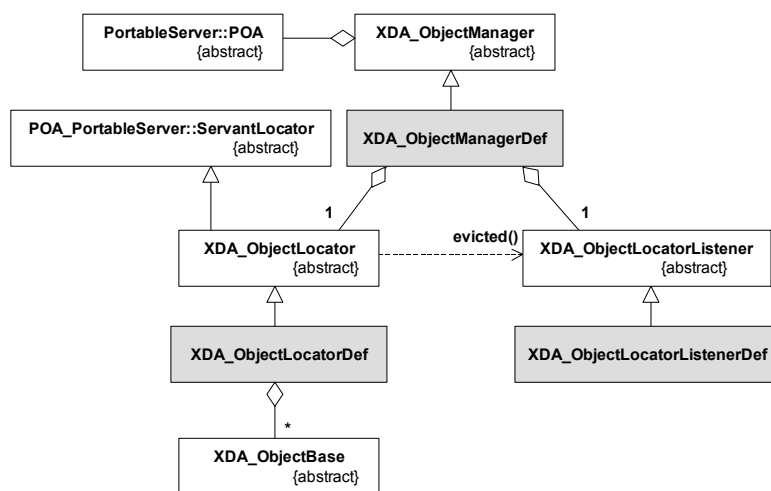 PortableServer::POA
{abstract}
XDA_ObjectManager
{abstract}
POA_PortableServer::ServantLocator
{abstract}
XDA_ObjectManagerDef
1
1
evicted()
XDA_ObjectLocator
{abstract}
XDA_ObjectLocatorListener
{abstract}
XDA_ObjectLocatorDef
XDA_ObjectLocatorListenerDef
*
XDA_ObjectBase
{abstract}